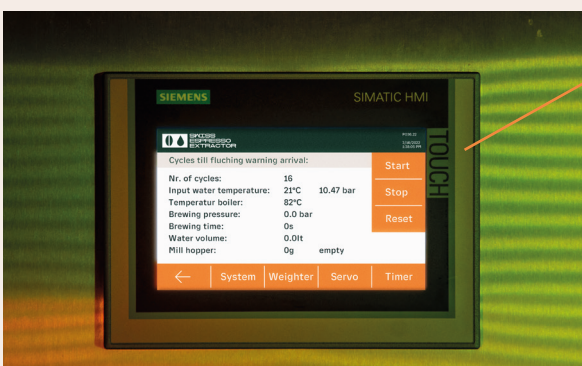 SIEMENS
SIMATIC HMI
TOUCH
SWISS
ESPRESSO
EXTRACTOR
Cycles till fluching warning arrival:
Nr. of cycles: 16
Input water temperature: 21°C 10.47 bar
Temperatur boiler: 82°C
Brewing pressure: 0.0 bar
Brewing time: 0s
Water volume: 0.0lt
Mill hopper: 0g empty
Start
Stop
Reset
← System Weighter Servo Timer